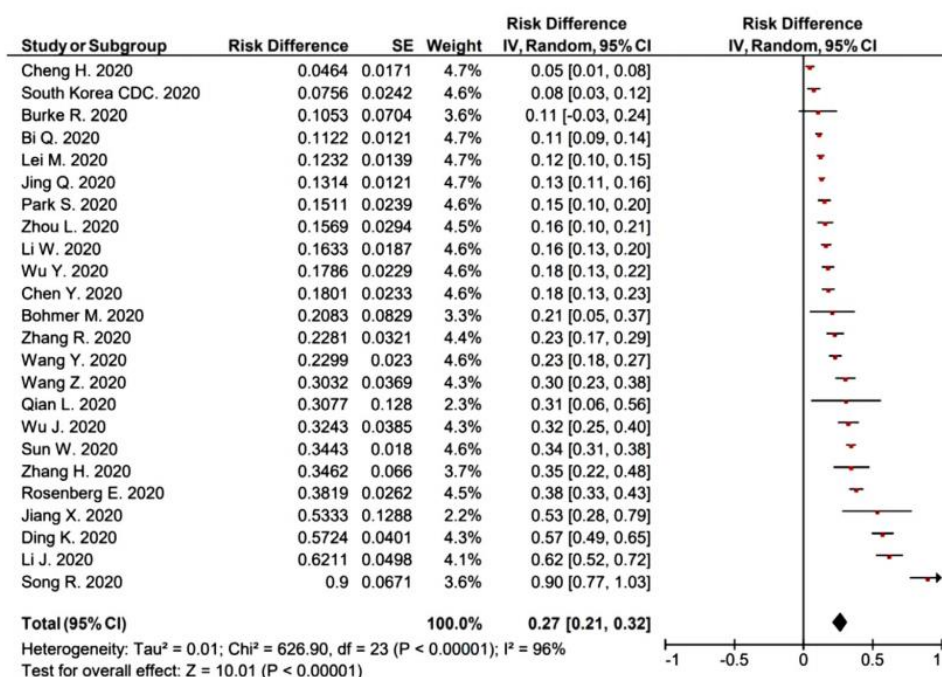 Risk Difference Risk Difference
Study or Subgroup Risk Difference SE Weight IV, Random, 95% CI IV, Random, 95% CI
Cheng H. 2020 0.0464 0.0171 4.7% 0.05 [0.01, 0.08]
South Korea CDC. 2020 0.0756 0.0242 4.6% 0.08 [0.03, 0.12]
Burke R. 2020 0.1053 0.0704 3.6% 0.11 [-0.03, 0.24]
Bi Q. 2020 0.1122 0.0121 4.7% 0.11 [0.09, 0.14]
Lei M. 2020 0.1232 0.0139 4.7% 0.12 [0.10, 0.15]
Jing Q. 2020 0.1314 0.0121 4.7% 0.13 [0.11, 0.16]
Park S. 2020 0.1511 0.0239 4.6% 0.15 [0.10, 0.20]
Zhou L. 2020 0.1569 0.0294 4.5% 0.16 [0.10, 0.21]
Li W. 2020 0.1633 0.0187 4.6% 0.16 [0.13, 0.20]
Wu Y. 2020 0.1786 0.0229 4.6% 0.18 [0.13, 0.22]
Chen Y. 2020 0.1801 0.0233 4.6% 0.18 [0.13, 0.23]
Bohmer M. 2020 0.2083 0.0829 3.3% 0.21 [0.05, 0.37]
Zhang R. 2020 0.2281 0.0321 4.4% 0.23 [0.17, 0.29]
Wang Y. 2020 0.2299 0.023 4.6% 0.23 [0.18, 0.27]
Wang Z. 2020 0.3032 0.0369 4.3% 0.30 [0.23, 0.38]
Qian L. 2020 0.3077 0.128 2.3% 0.31 [0.06, 0.56]
Wu J. 2020 0.3243 0.0385 4.3% 0.32 [0.25, 0.40]
Sun W. 2020 0.3443 0.018 4.6% 0.34 [0.31, 0.38]
Zhang H. 2020 0.3462 0.066 3.7% 0.35 [0.22, 0.48]
Rosenberg E. 2020 0.3819 0.0262 4.5% 0.38 [0.33, 0.43]
Jiang X. 2020 0.5333 0.1288 2.2% 0.53 [0.28, 0.79]
Ding K. 2020 0.5724 0.0401 4.3% 0.57 [0.49, 0.65]
Li J. 2020 0.6211 0.0498 4.1% 0.62 [0.52, 0.72]
Song R. 2020 0.9 0.0671 3.6% 0.90 [0.77, 1.03]
Total (95% CI) 100.0% 0.27 [0.21, 0.32]
Heterogeneity: Tau² = 0.01; Chi² = 626.90, df = 23 (P < 0.00001); I² = 96%
-1 -0.5 0 0.5 1
Test for overall effect: Z = 10.01 (P < 0.00001)